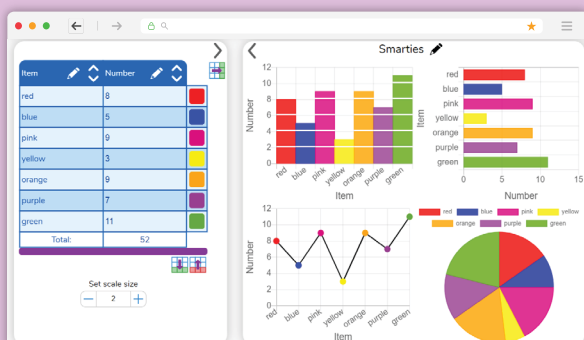 Smarties
Item Number
red 8
blue 5
pink 9
yellow 3
orange 9
purple 7
green 11
Total: 52
Set scale size
2
12
10
8
6
4
2
0
Number
red blue pink yellow orange purple green
Item
Item
red
blue
pink
yellow
orange
purple
green
0 5 10 15
Number
12
10
8
6
4
2
0
Number
red blue pink yellow orange purple green
Item
red blue pink yellow
orange purple green